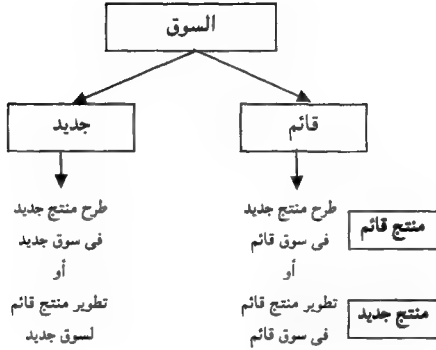 السوق
قائم
جديد
منتج قائم
طرح منتج جديد
فى سوق قائم
أو
تطوير منتج قائم
فى سوق قائم
طرح منتج جديد
فى سوق جديد
أو
تطوير منتج قائم
لسوق جديد
منتج جديد